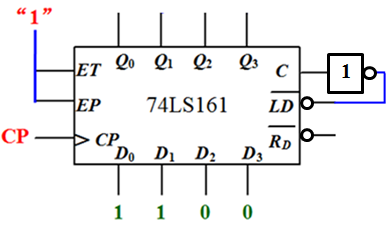 “1”
ET Q₀ Q₁ Q₂ Q₃ C 1
EP 74LS161 LD̅
CP CP R̅_D
D₀ D₁ D₂ D₃
1 1 0 0